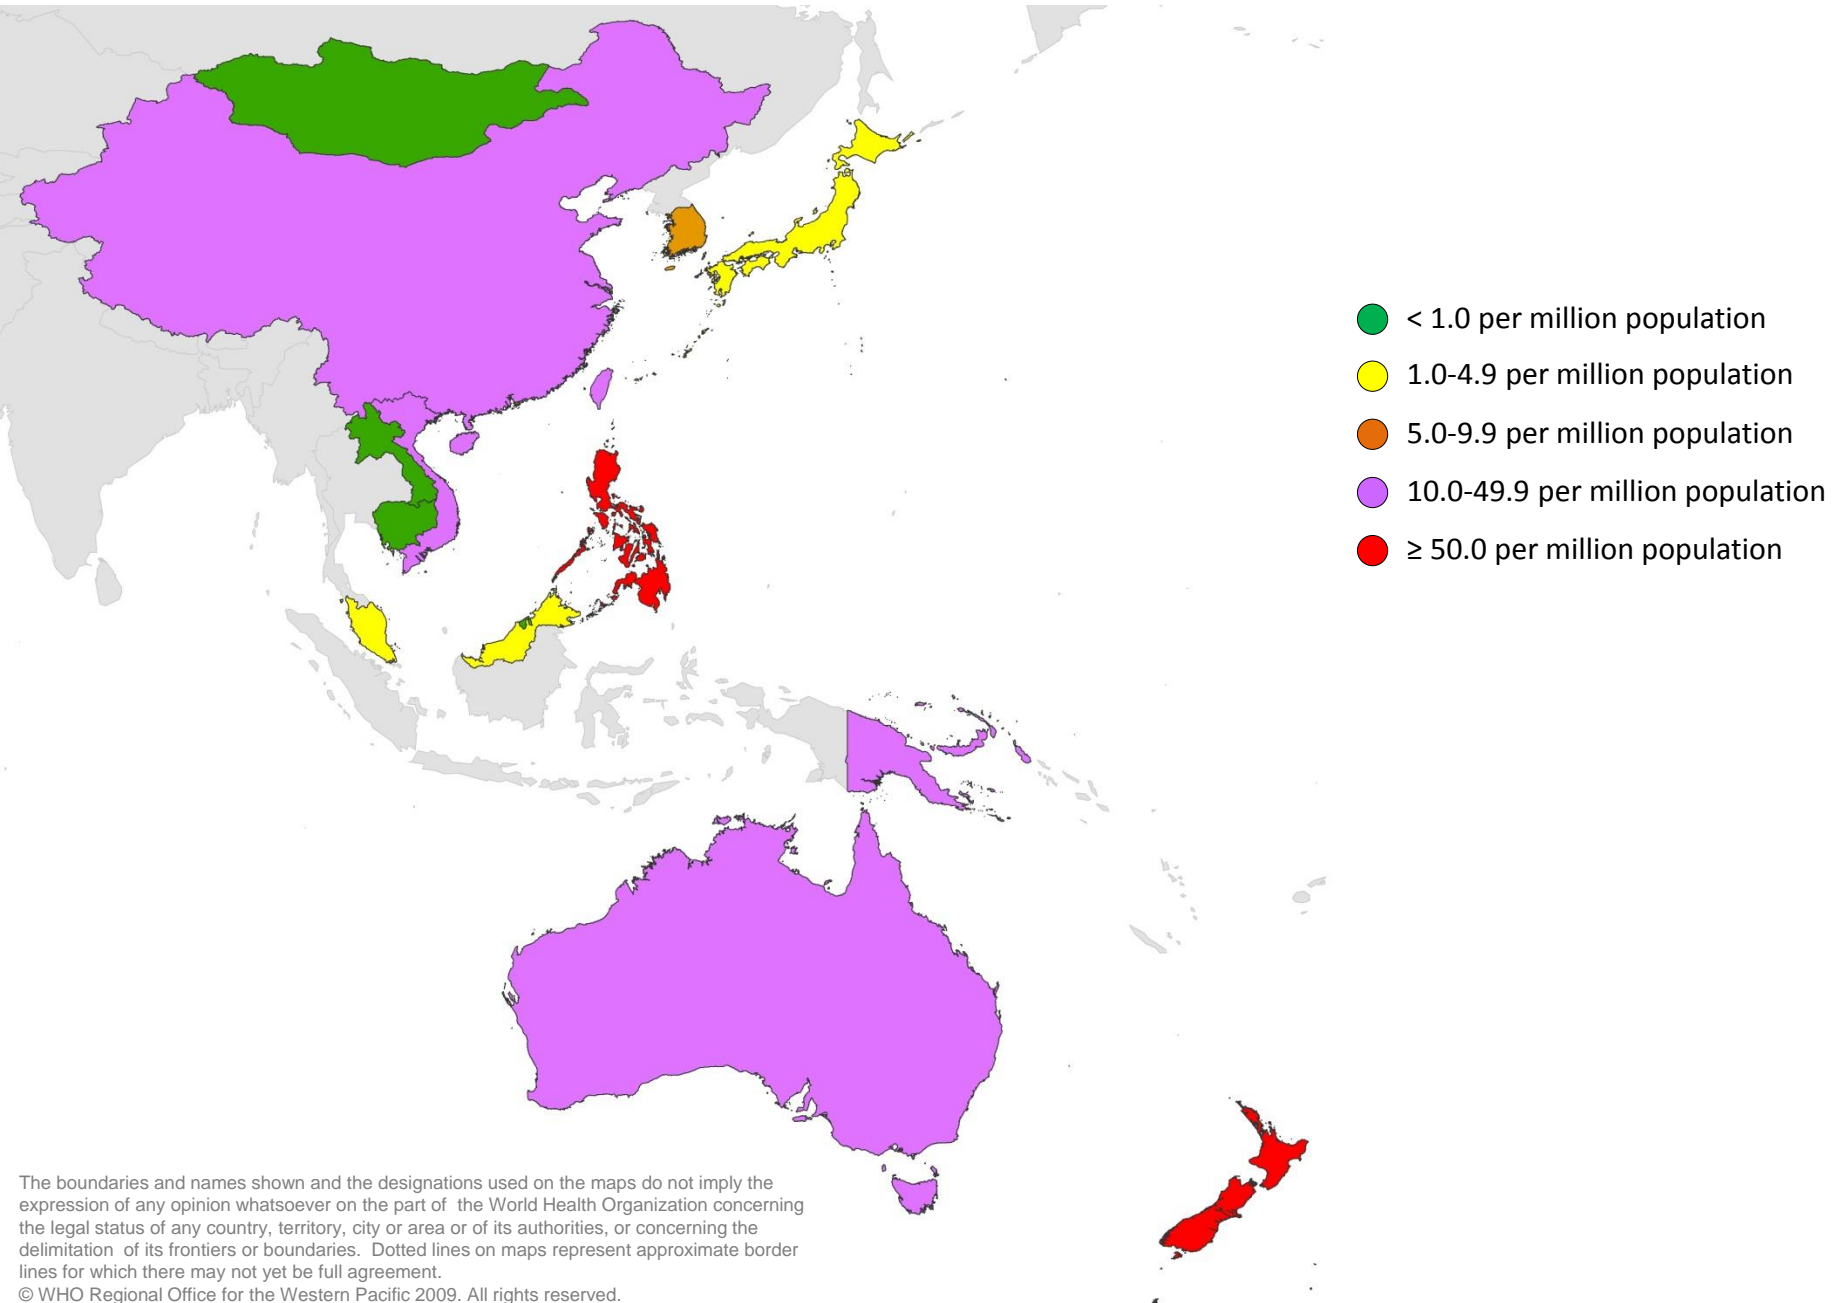 < 1.0 per million population
1.0-4.9 per million population
5.0-9.9 per million population
10.0-49.9 per million population
≥ 50.0 per million population
The boundaries and names shown and the designations used on the maps do not imply the
expression of any opinion whatsoever on the part of the World Health Organization concerning
the legal status of any country, territory, city or area or of its authorities, or concerning the
delimitation of its frontiers or boundaries. Dotted lines on maps represent approximate border
lines for which there may not yet be full agreement.
© WHO Regional Office for the Western Pacific 2009. All rights reserved.